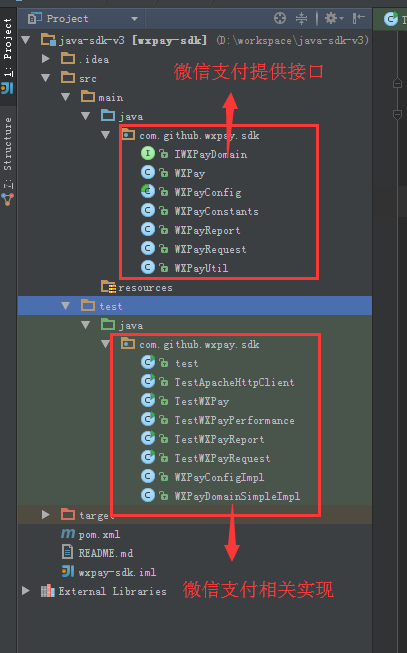 Project
T
java-sdk-v3 [wxpay-sdk] (D:\workspace\java-sdk-v3)
.idea
src
main
java
com.github.wxpay.sdk
IWXPayDomain
WXPay
WXPayConfig
WXPayConstants
WXPayReport
WXPayRequest
WXPayUtil
resources
test
java
com.github.wxpay.sdk
test
TestApacheHttpClient
TestWXPay
TestWXPayPerformance
TestWXPayReport
TestWXPayRequest
WXPayConfigImpl
WXPayDomainSimpleImpl
target
pom.xml
README.md
wxpay-sdk.iml
External Libraries
微信支付提供接口
微信支付相关实现
1: Project
7: Structure